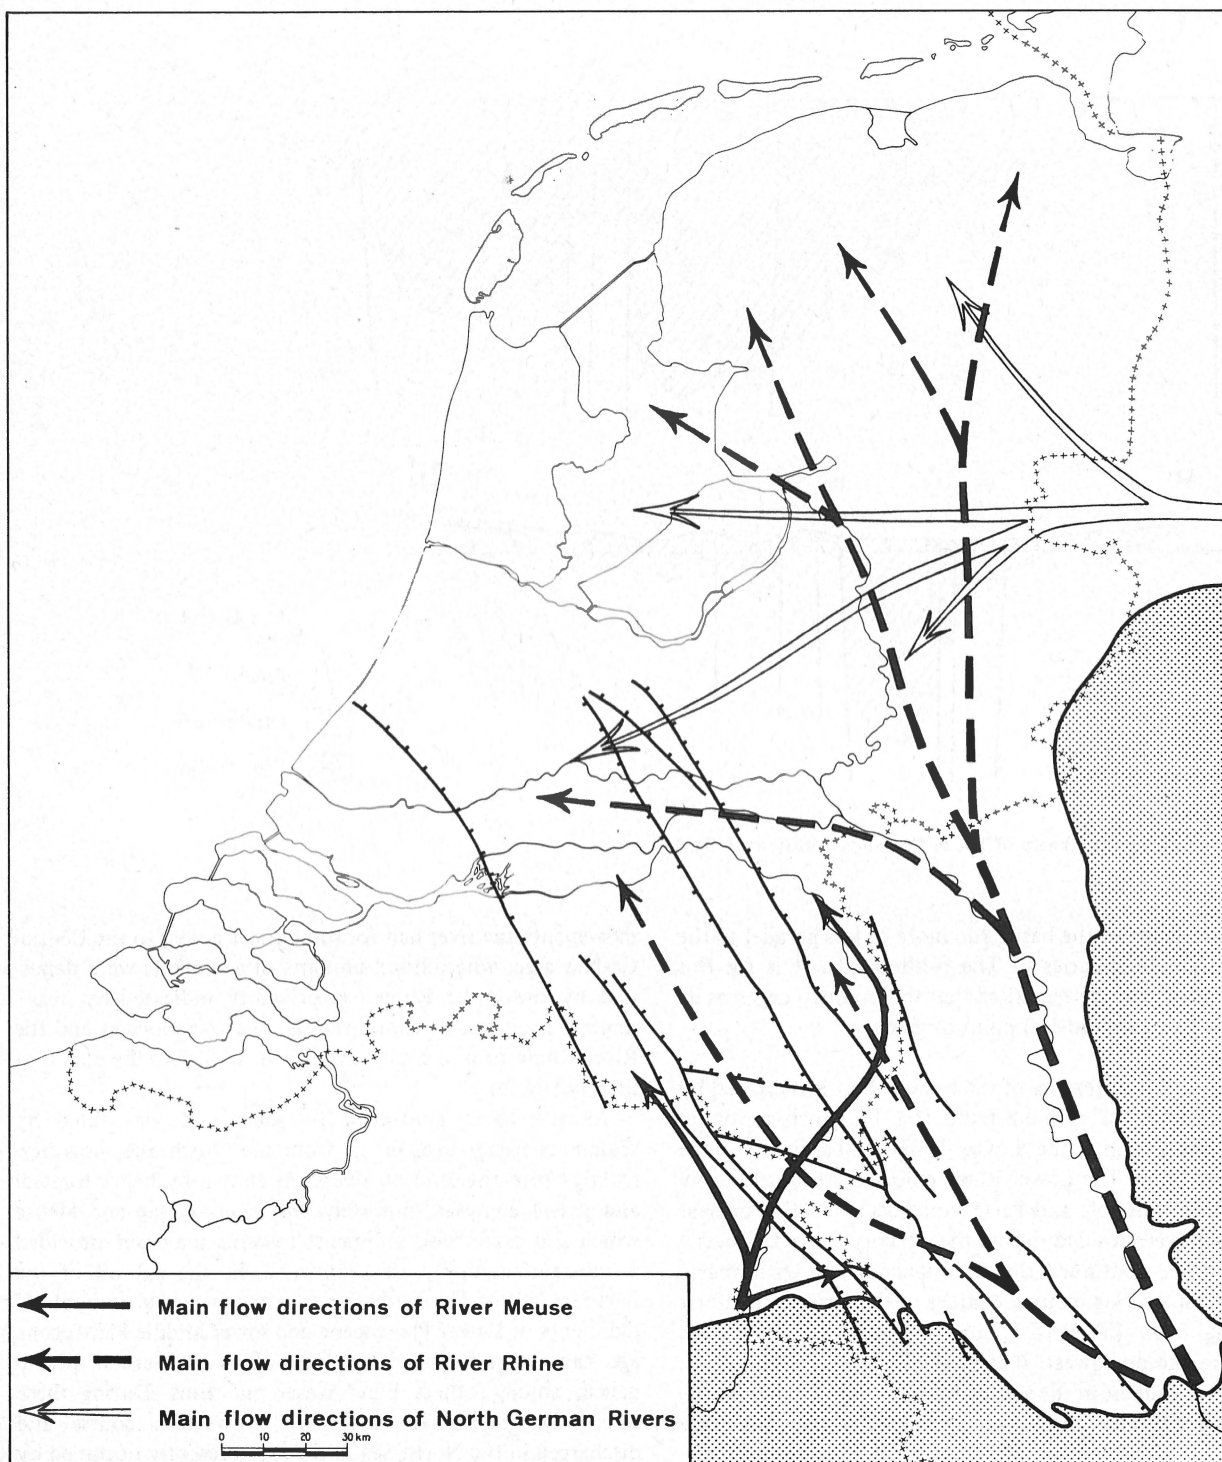 Main flow directions of River Meuse
Main flow directions of River Rhine
Main flow directions of North German Rivers
0 10 20 30 km